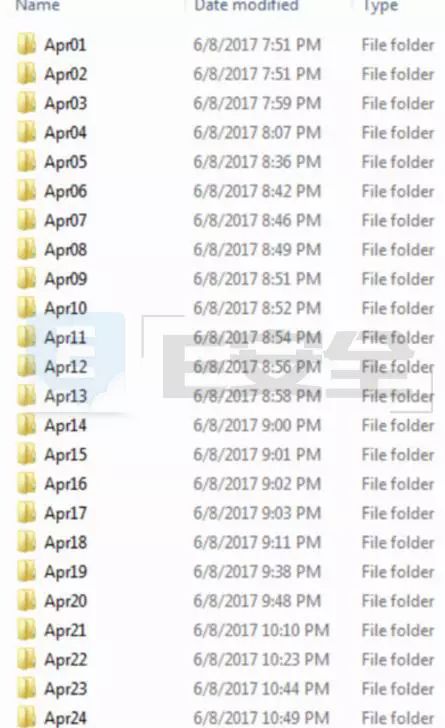 Name Date modified Type
Apr01 6/8/2017 7:51 PM File folder
Apr02 6/8/2017 7:51 PM File folder
Apr03 6/8/2017 7:59 PM File folder
Apr04 6/8/2017 8:07 PM File folder
Apr05 6/8/2017 8:36 PM File folder
Apr06 6/8/2017 8:42 PM File folder
Apr07 6/8/2017 8:46 PM File folder
Apr08 6/8/2017 8:49 PM File folder
Apr09 6/8/2017 8:51 PM File folder
Apr10 6/8/2017 8:52 PM File folder
Apr11 6/8/2017 8:54 PM File folder
E安全
Apr12 6/8/2017 8:56 PM File folder
Apr13 6/8/2017 8:58 PM File folder
Apr14 6/8/2017 9:00 PM File folder
Apr15 6/8/2017 9:01 PM File folder
Apr16 6/8/2017 9:02 PM File folder
Apr17 6/8/2017 9:03 PM File folder
Apr18 6/8/2017 9:11 PM File folder
Apr19 6/8/2017 9:38 PM File folder
Apr20 6/8/2017 9:48 PM File folder
Apr21 6/8/2017 10:10 PM File folder
Apr22 6/8/2017 10:23 PM File folder
Apr23 6/8/2017 10:44 PM File folder
Apr24 6/8/2017 10:49 PM File folder